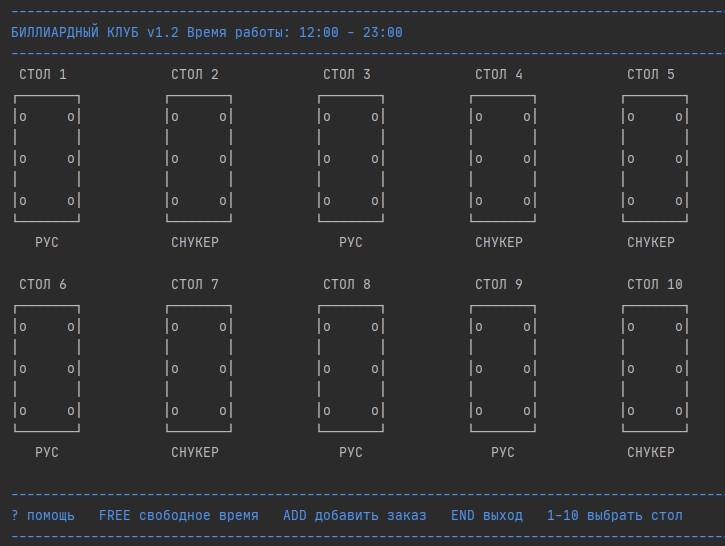 БИЛЛИАРДНЫЙ КЛУБ v1.2 Время работы: 12:00 - 23:00
СТОЛ 1 СТОЛ 2 СТОЛ 3 СТОЛ 4 СТОЛ 5
o o o o o o o o o o
o o o o o o o o o o
o o o o o o o o o o
РУС СНУКЕР РУС СНУКЕР СНУКЕР
СТОЛ 6 СТОЛ 7 СТОЛ 8 СТОЛ 9 СТОЛ 10
o o o o o o o o o o
o o o o o o o o o o
o o o o o o o o o o
РУС СНУКЕР РУС РУС СНУКЕР
? помощь FREE свободное время ADD добавить заказ END выход 1-10 выбрать стол